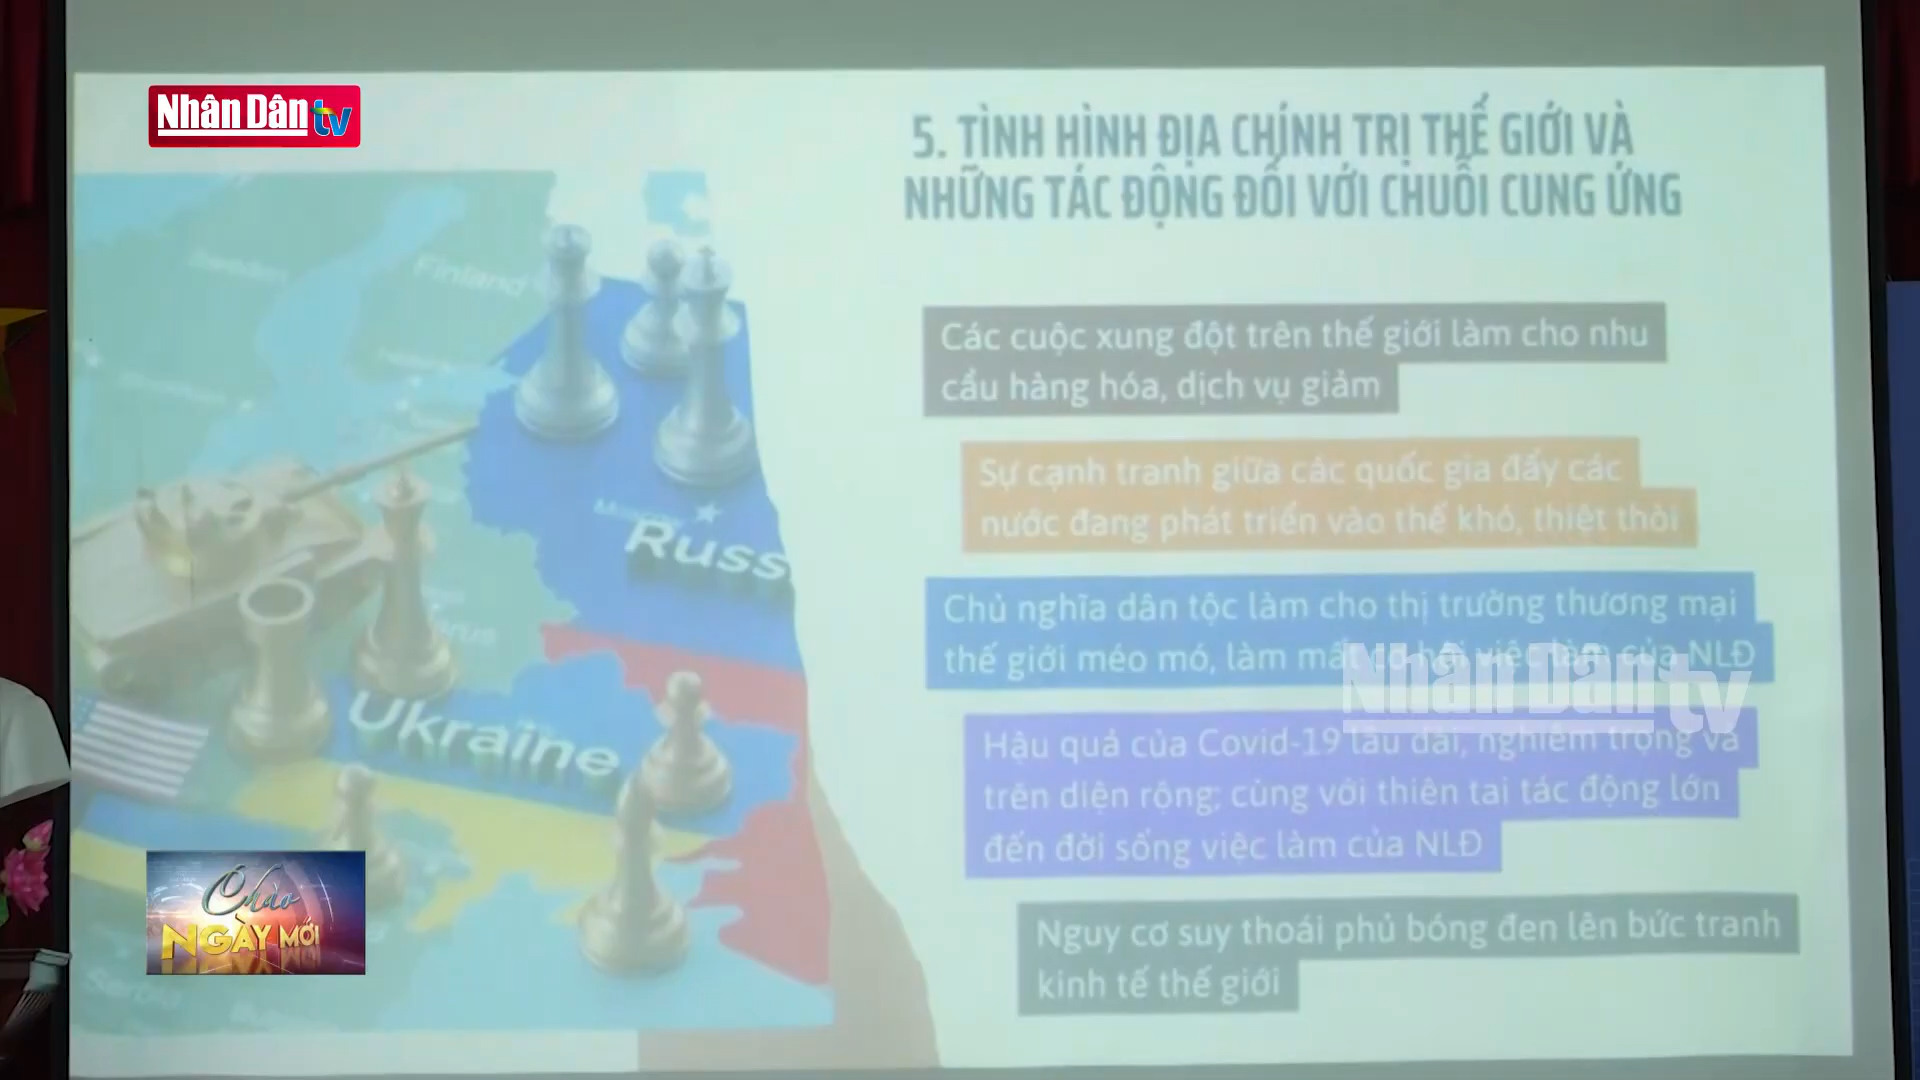 Nhân Dân tv
5. TÌNH HÌNH ĐỊA CHÍNH TRỊ THẾ GIỚI VÀ
NHỮNG TÁC ĐỘNG ĐỐI VỚI CHUỖI CUNG ỨNG
Các cuộc xung đột trên thế giới làm cho nhu
cầu hàng hóa, dịch vụ giảm
Sự cạnh tranh giữa các quốc gia đẩy các
nước đang phát triển vào thế khó, thiệt thòi
Chủ nghĩa dân tộc làm cho thị trường thương mại
thế giới méo mó, làm mất cơ hội việc làm của NLĐ
Nhân Dân tv
Hậu quả của Covid-19 lâu dài, nghiêm trọng và
trên diện rộng; cùng với thiên tai tác động lớn
đến đời sống việc làm của NLĐ
Nguy cơ suy thoái phủ bóng đen lên bức tranh
kinh tế thế giới
Sweden
Finland
Russ
Ukraine
Serbia
Chào
NGÀY MỚI